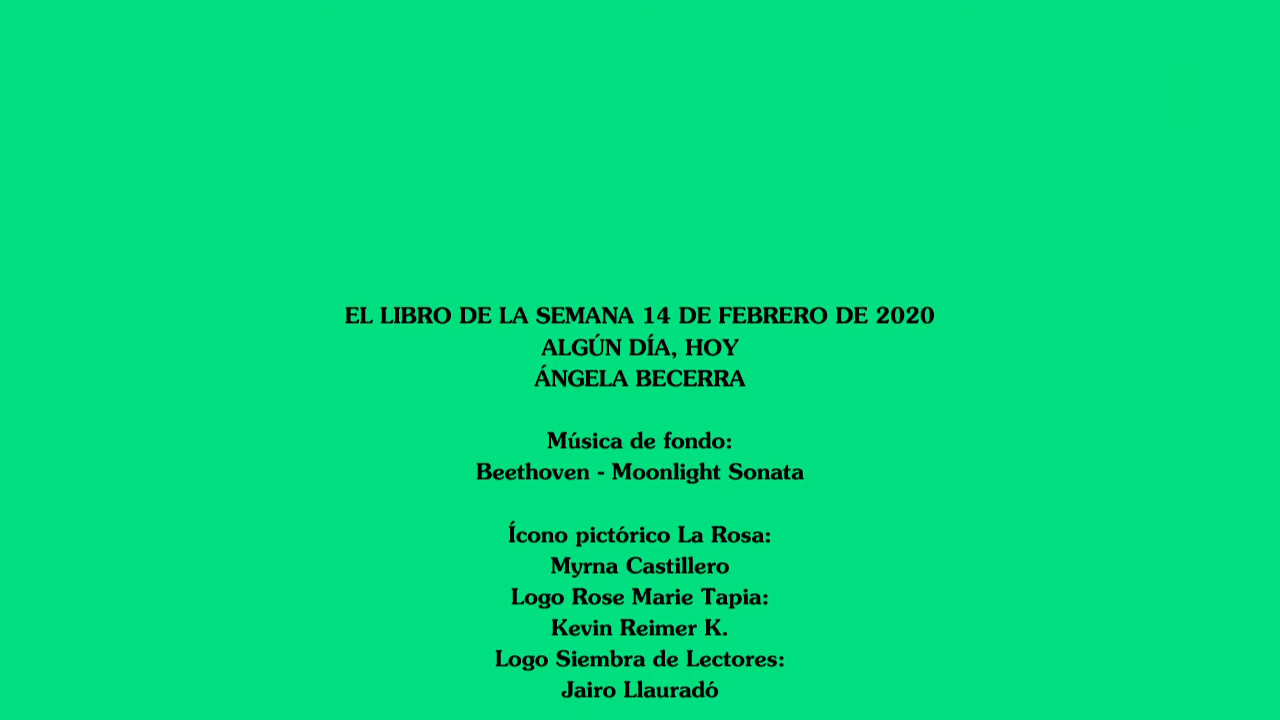 EL LIBRO DE LA SEMANA 14 DE FEBRERO DE 2020
ALGÚN DÍA, HOY
ÁNGELA BECERRA
Música de fondo:
Beethoven - Moonlight Sonata
Ícono pictórico La Rosa:
Myrna Castillero
Logo Rose Marie Tapia:
Kevin Reimer K.
Logo Siembra de Lectores:
Jairo Llauradó